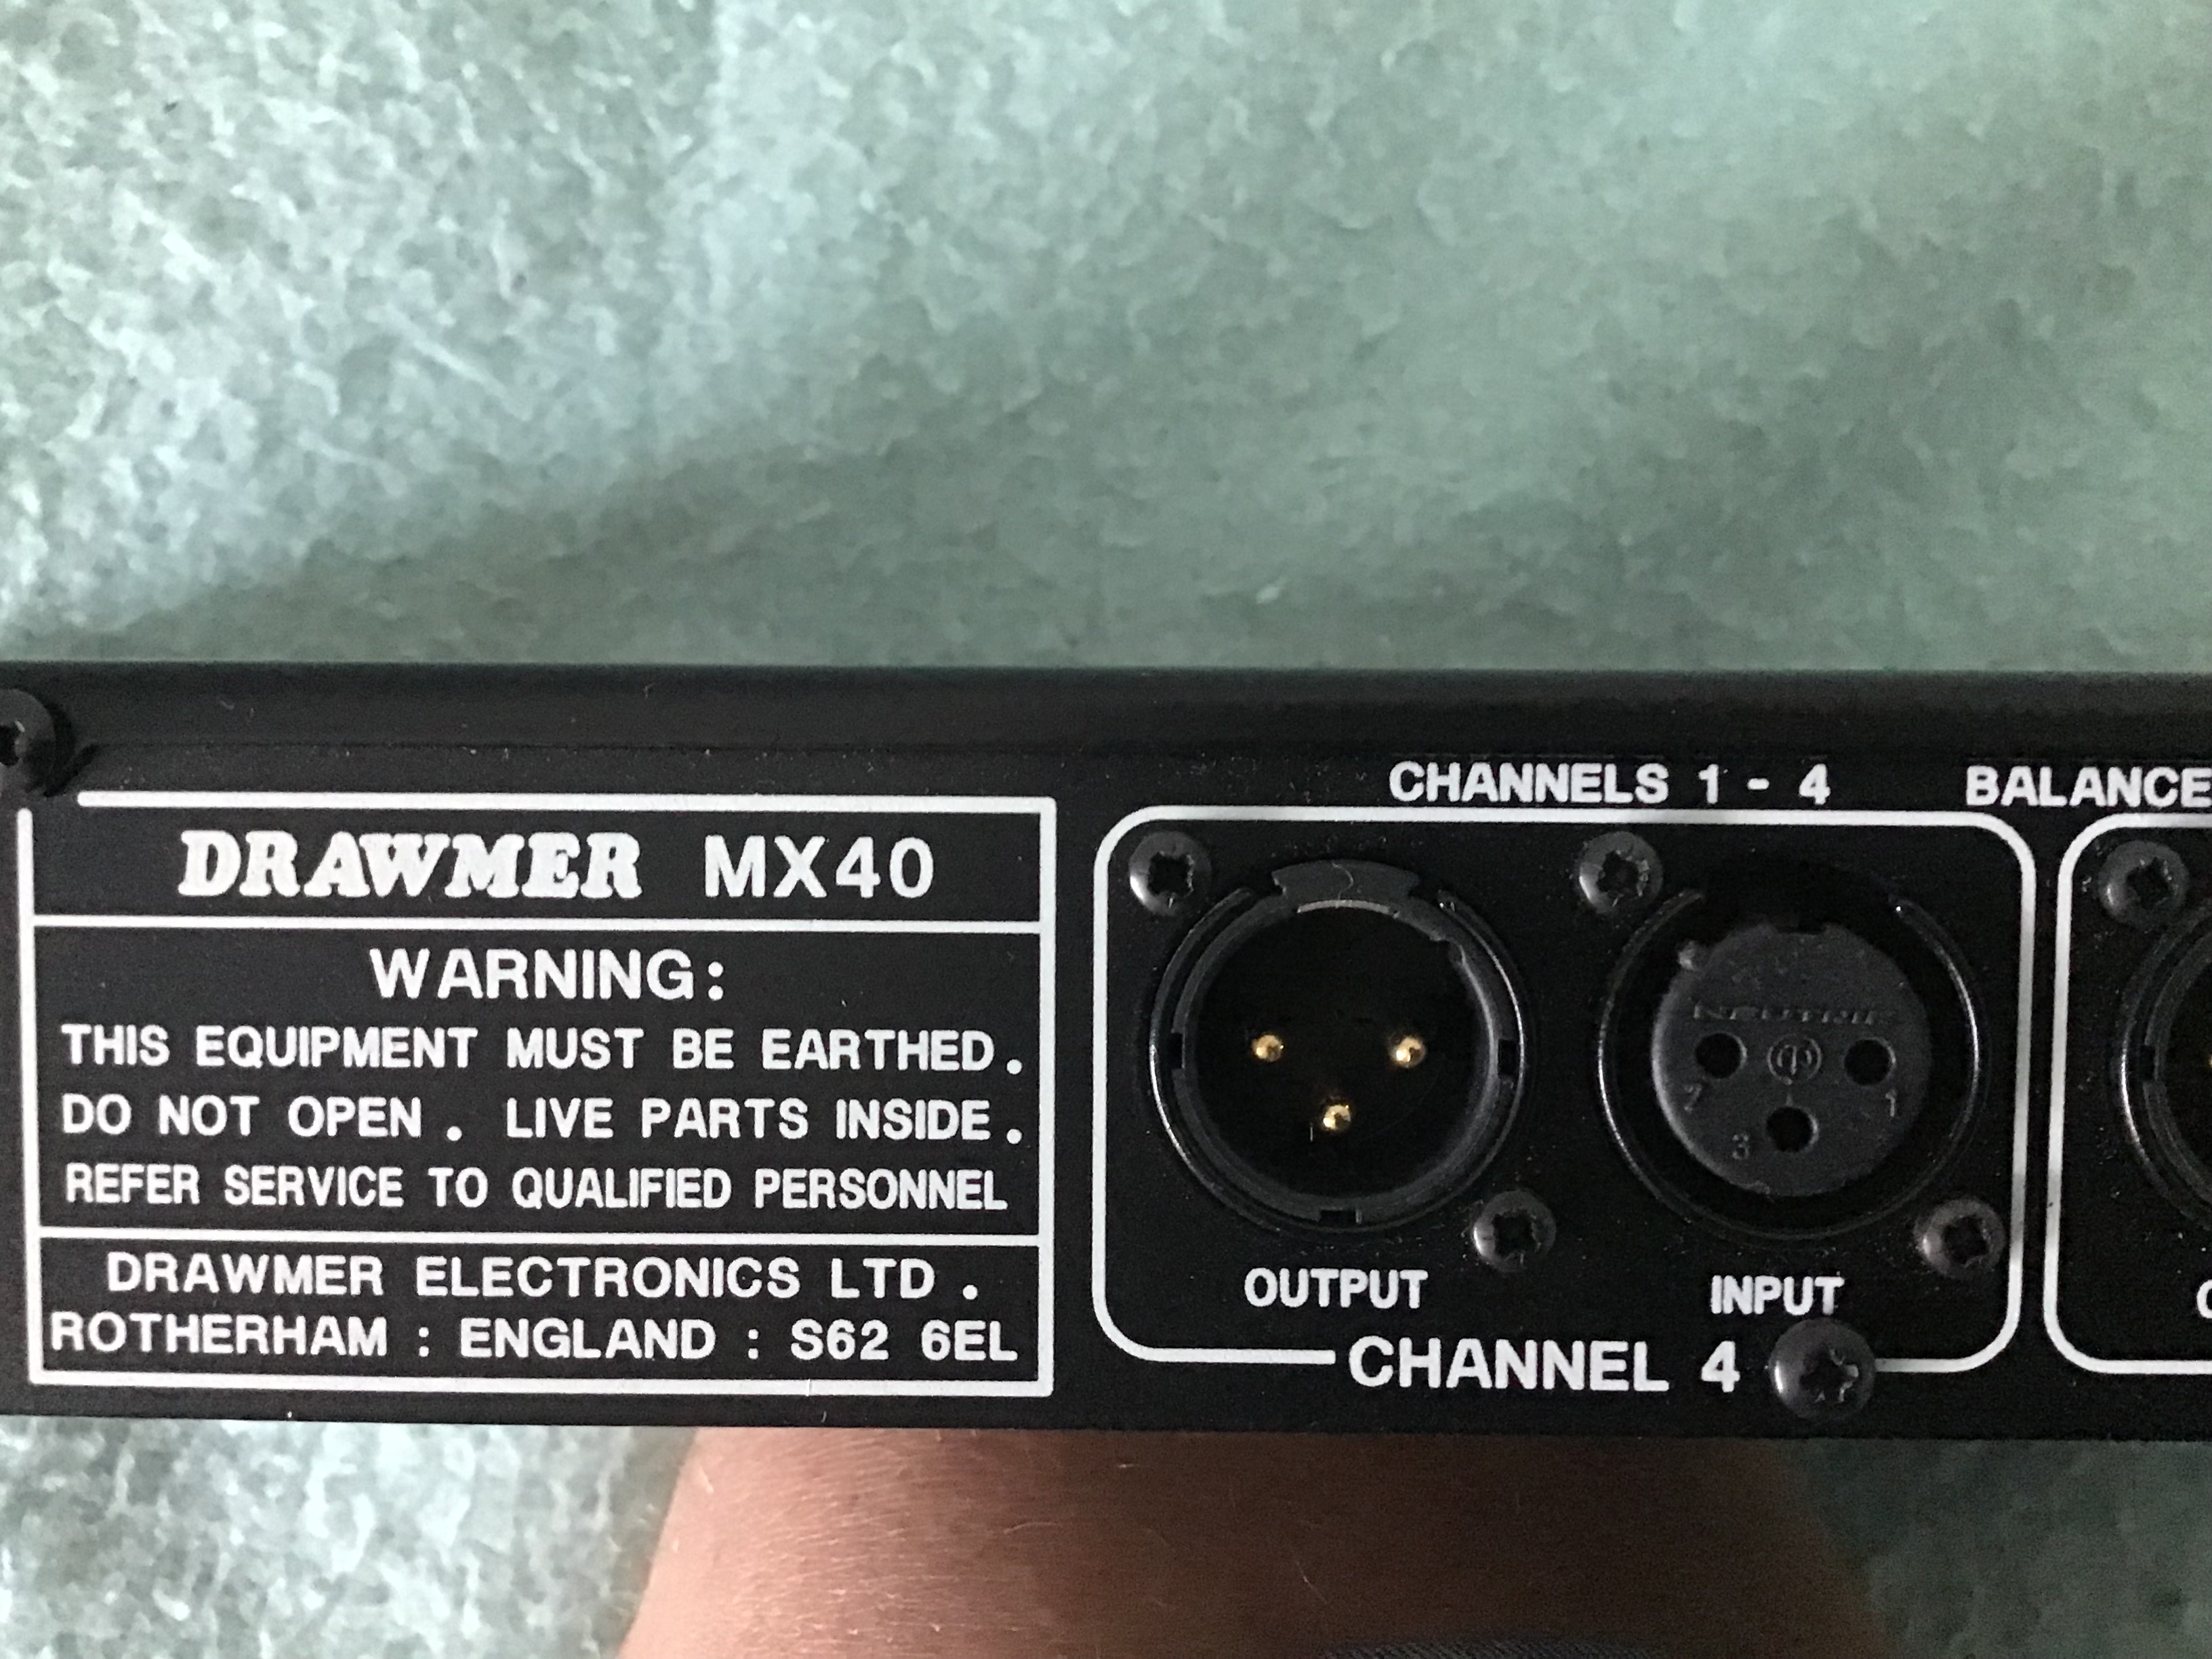 DRAWMER MX40
WARNING:
THIS EQUIPMENT MUST BE EARTHED.
DO NOT OPEN. LIVE PARTS INSIDE.
REFER SERVICE TO QUALIFIED PERSONNEL
DRAWMER ELECTRONICS LTD.
ROTHERHAM : ENGLAND : S62 6EL
CHANNELS 1 - 4
BALANCE
NEUTRIK
2 1
3
OUTPUT
INPUT
CHANNEL 4